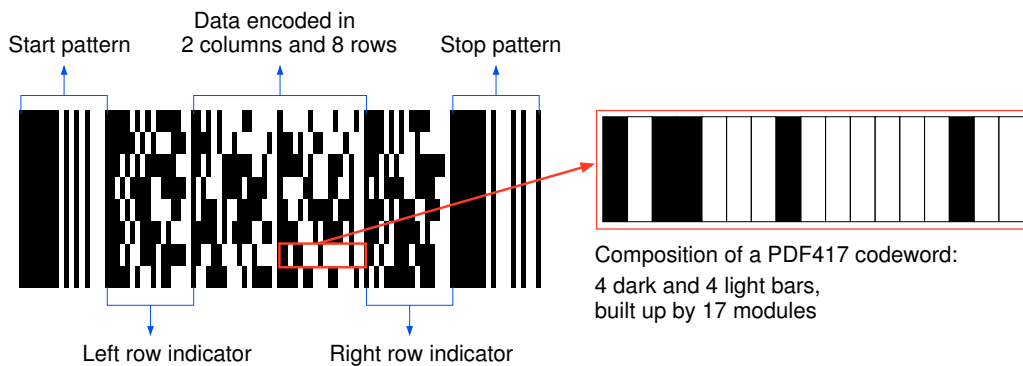 Start pattern
Data encoded in
2 columns and 8 rows
Stop pattern
Left row indicator
Right row indicator
Composition of a PDF417 codeword:
4 dark and 4 light bars,
built up by 17 modules